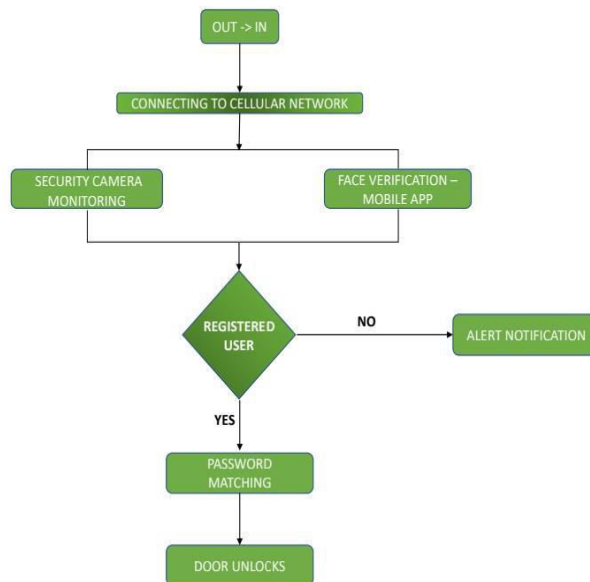 OUT -> IN
CONNECTING TO CELLULAR NETWORK
SECURITY CAMERA
MONITORING
FACE VERIFICATION –
MOBILE APP
REGISTERED
USER
NO
ALERT NOTIFICATION
YES
PASSWORD
MATCHING
DOOR UNLOCKS